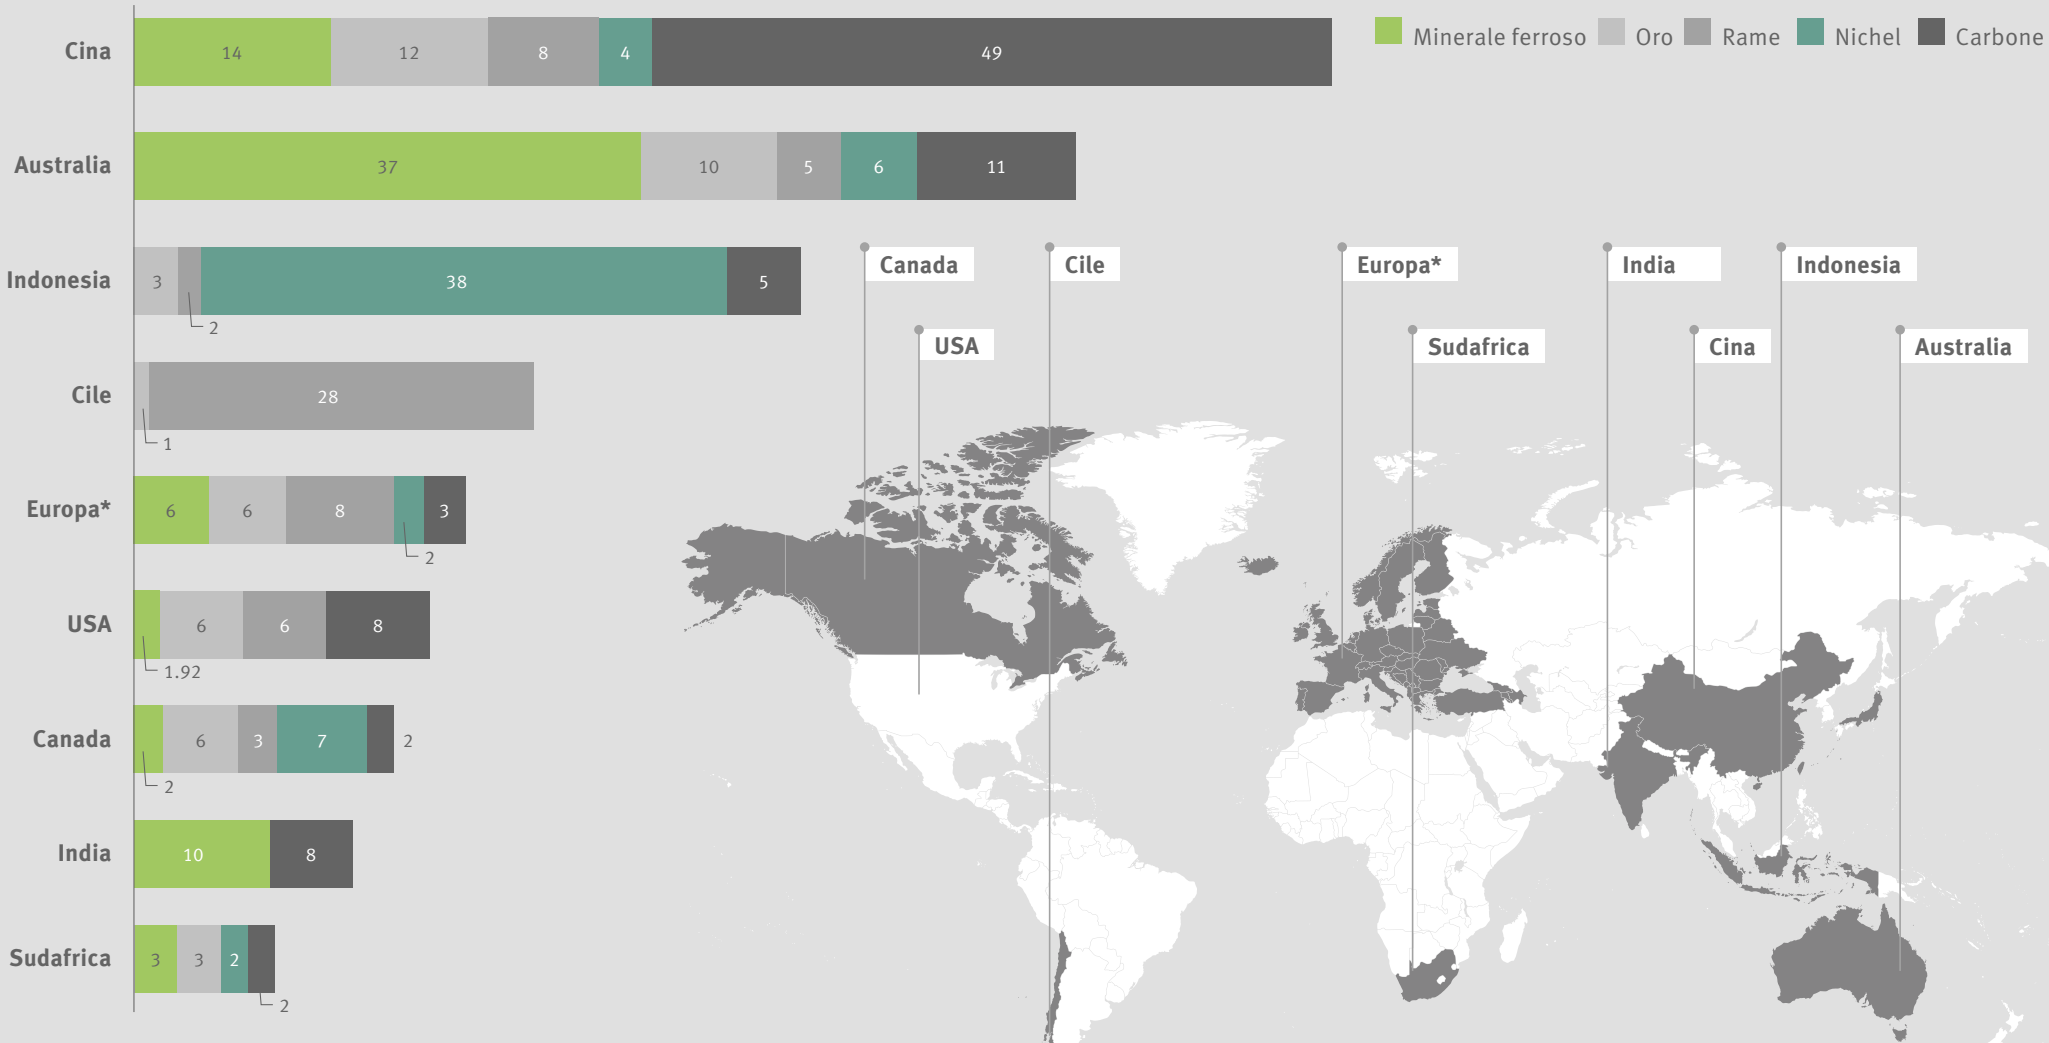 Minerale ferroso Oro Rame Nichel Carbone
Cina 14 12 8 4 49
Australia 37 10 5 6 11
Indonesia 3 2 38 5
Cile 1 28
Europa* 6 6 8 2 3
USA 1.92 6 6 8
Canada 2 6 3 7 2
India 10 8
Sudafrica 3 3 2 2
Canada Cile Europa* India Indonesia
USA Sudafrica Cina Australia